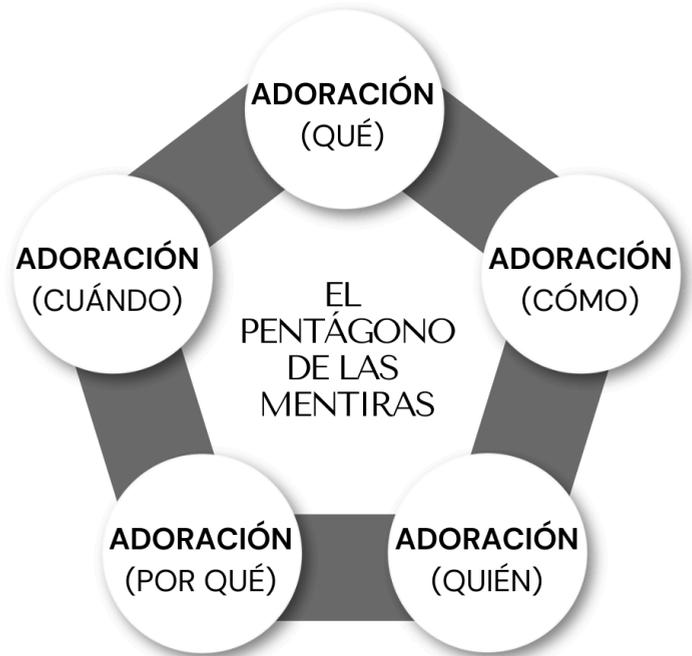 ADORACIÓN
(QUÉ)
ADORACIÓN
(CUÁNDO)
ADORACIÓN
(CÓMO)
EL
PENTÁGONO
DE LAS
MENTIRAS
ADORACIÓN
(POR QUÉ)
ADORACIÓN
(QUIÉN)